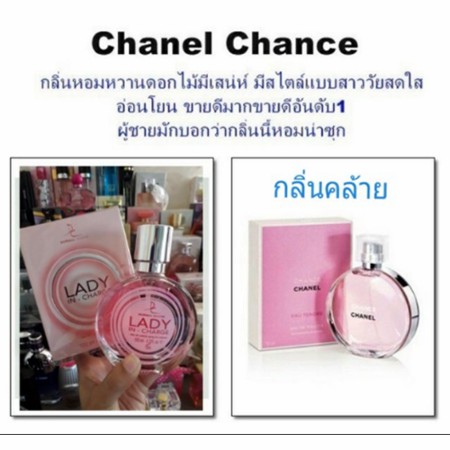 Chanel Chance
กลิ่นหอมหวานดอกไม้มีเสน่ห์ มีสไตล์แบบสาววัยสดใส
อ่อนโยน ขายดีมากขายดีอันดับ1
ผู้ชายมักบอกว่ากลิ่นนี้หอมน่าซุก
กลิ่นคล้าย
LADY
IN - CHARGE
LADY
IN - CHARGE
CHANEL
CHANEL